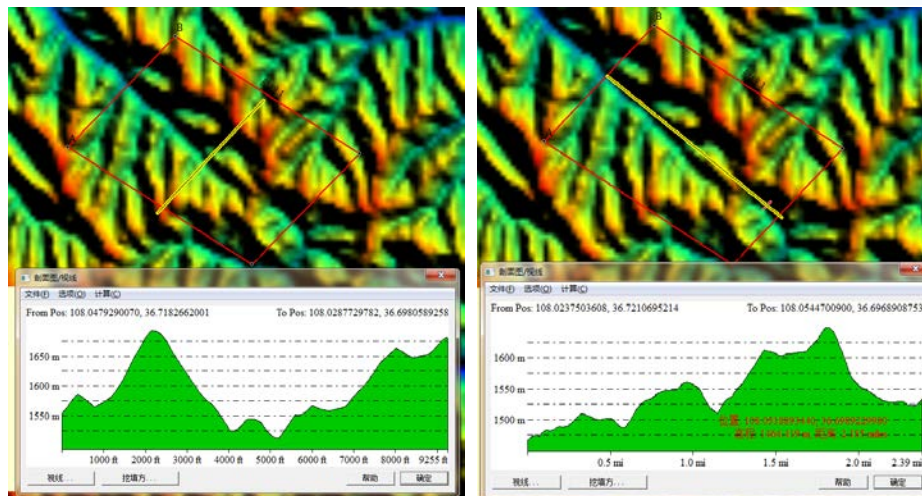 剖面图/视线
文件(F) 选项(O) 计算(C)
From Pos: 108.0479290070, 36.7182662001 To Pos: 108.0287729782, 36.6980589258
1650 m
1600 m
1550 m
1000 ft 2000 ft 3000 ft 4000 ft 5000 ft 6000 ft 7000 ft 8000 ft 9255 ft
视线... 挖填方... 帮助 确定
剖面图/视线
文件(F) 选项(O) 计算(C)
From Pos: 108.0237503608, 36.7210695214 To Pos: 108.0544700900, 36.6968908753
1600 m
1550 m
1500 m
0.5 mi 1.0 mi 1.5 mi 2.0 mi 2.39 mi
视线... 挖填方... 帮助 确定